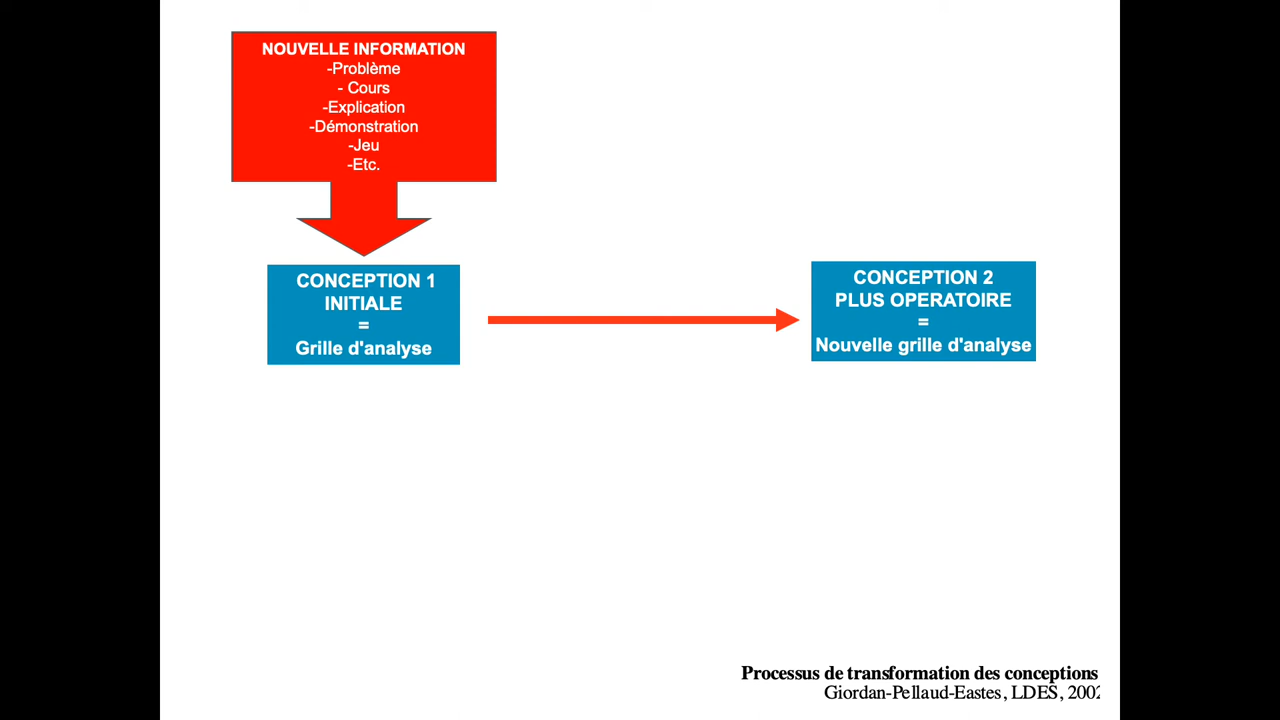 NOUVELLE INFORMATION
-Problème
- Cours
-Explication
-Démonstration
-Jeu
-Etc.
CONCEPTION 1
INITIALE
=
Grille d'analyse
CONCEPTION 2
PLUS OPERATOIRE
=
Nouvelle grille d'analyse
Processus de transformation des conceptions
Giordan-Pellaud-Eastes, LDES, 2002